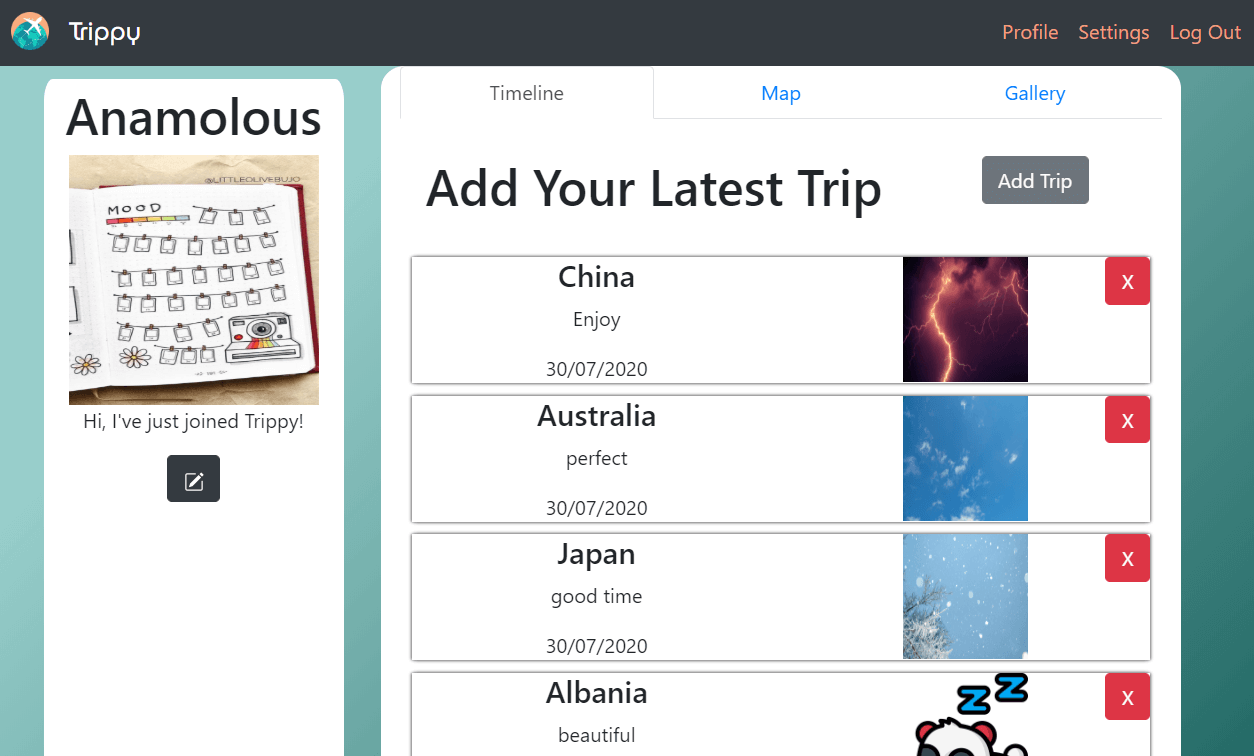 Trippy
Profile Settings Log Out
Anamolous
@LITTLEOLIVEBUJO
MOOD
Hi, I've just joined Trippy!
Timeline Map Gallery
Add Your Latest Trip
Add Trip
China
X
Enjoy
30/07/2020
Australia
X
perfect
30/07/2020
Japan
X
good time
30/07/2020
Albania
X
beautiful
Z Z